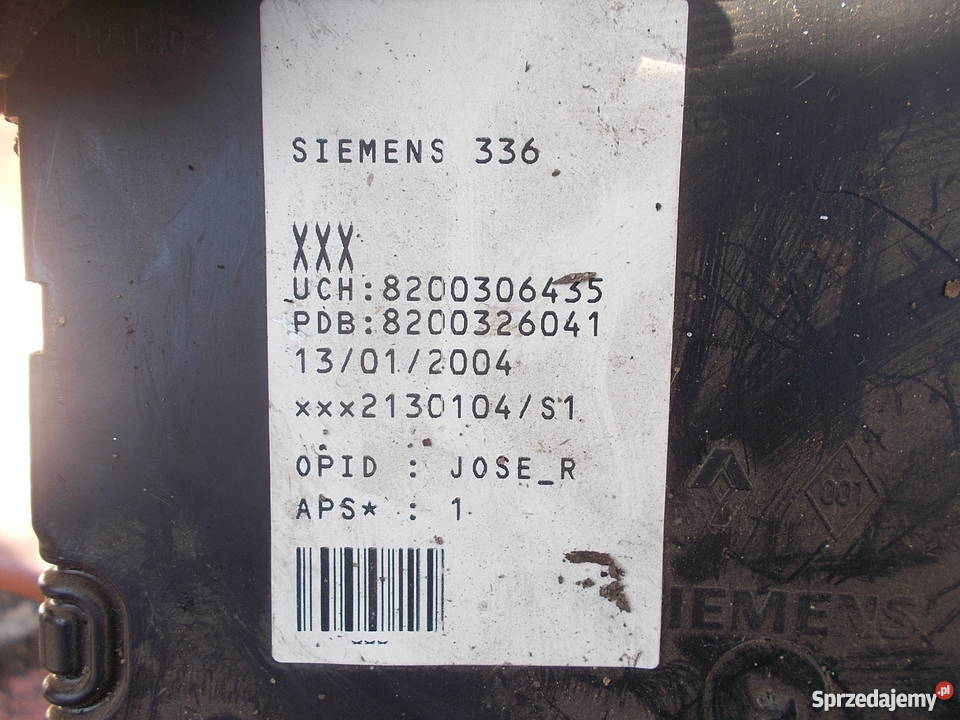 SIEMENS 336
XXX
UCH:8200306435
PDB:8200326041
13/01/2004
xxx2130104/S1
OPID : JOSE_R
APS* : 1
001
SIEMENS
Sprzedajemy.pl